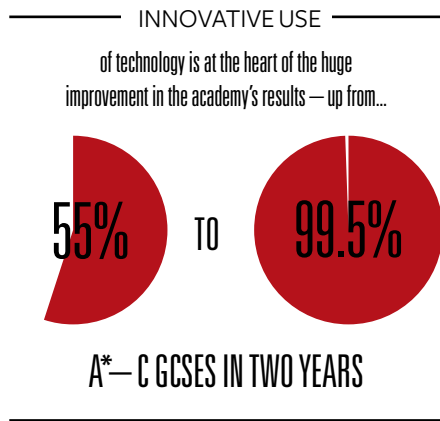 INNOVATIVE USE
of technology is at the heart of the huge
improvement in the academy's results — up from...
55% TO 99.5%
A*— C GCSES IN TWO YEARS